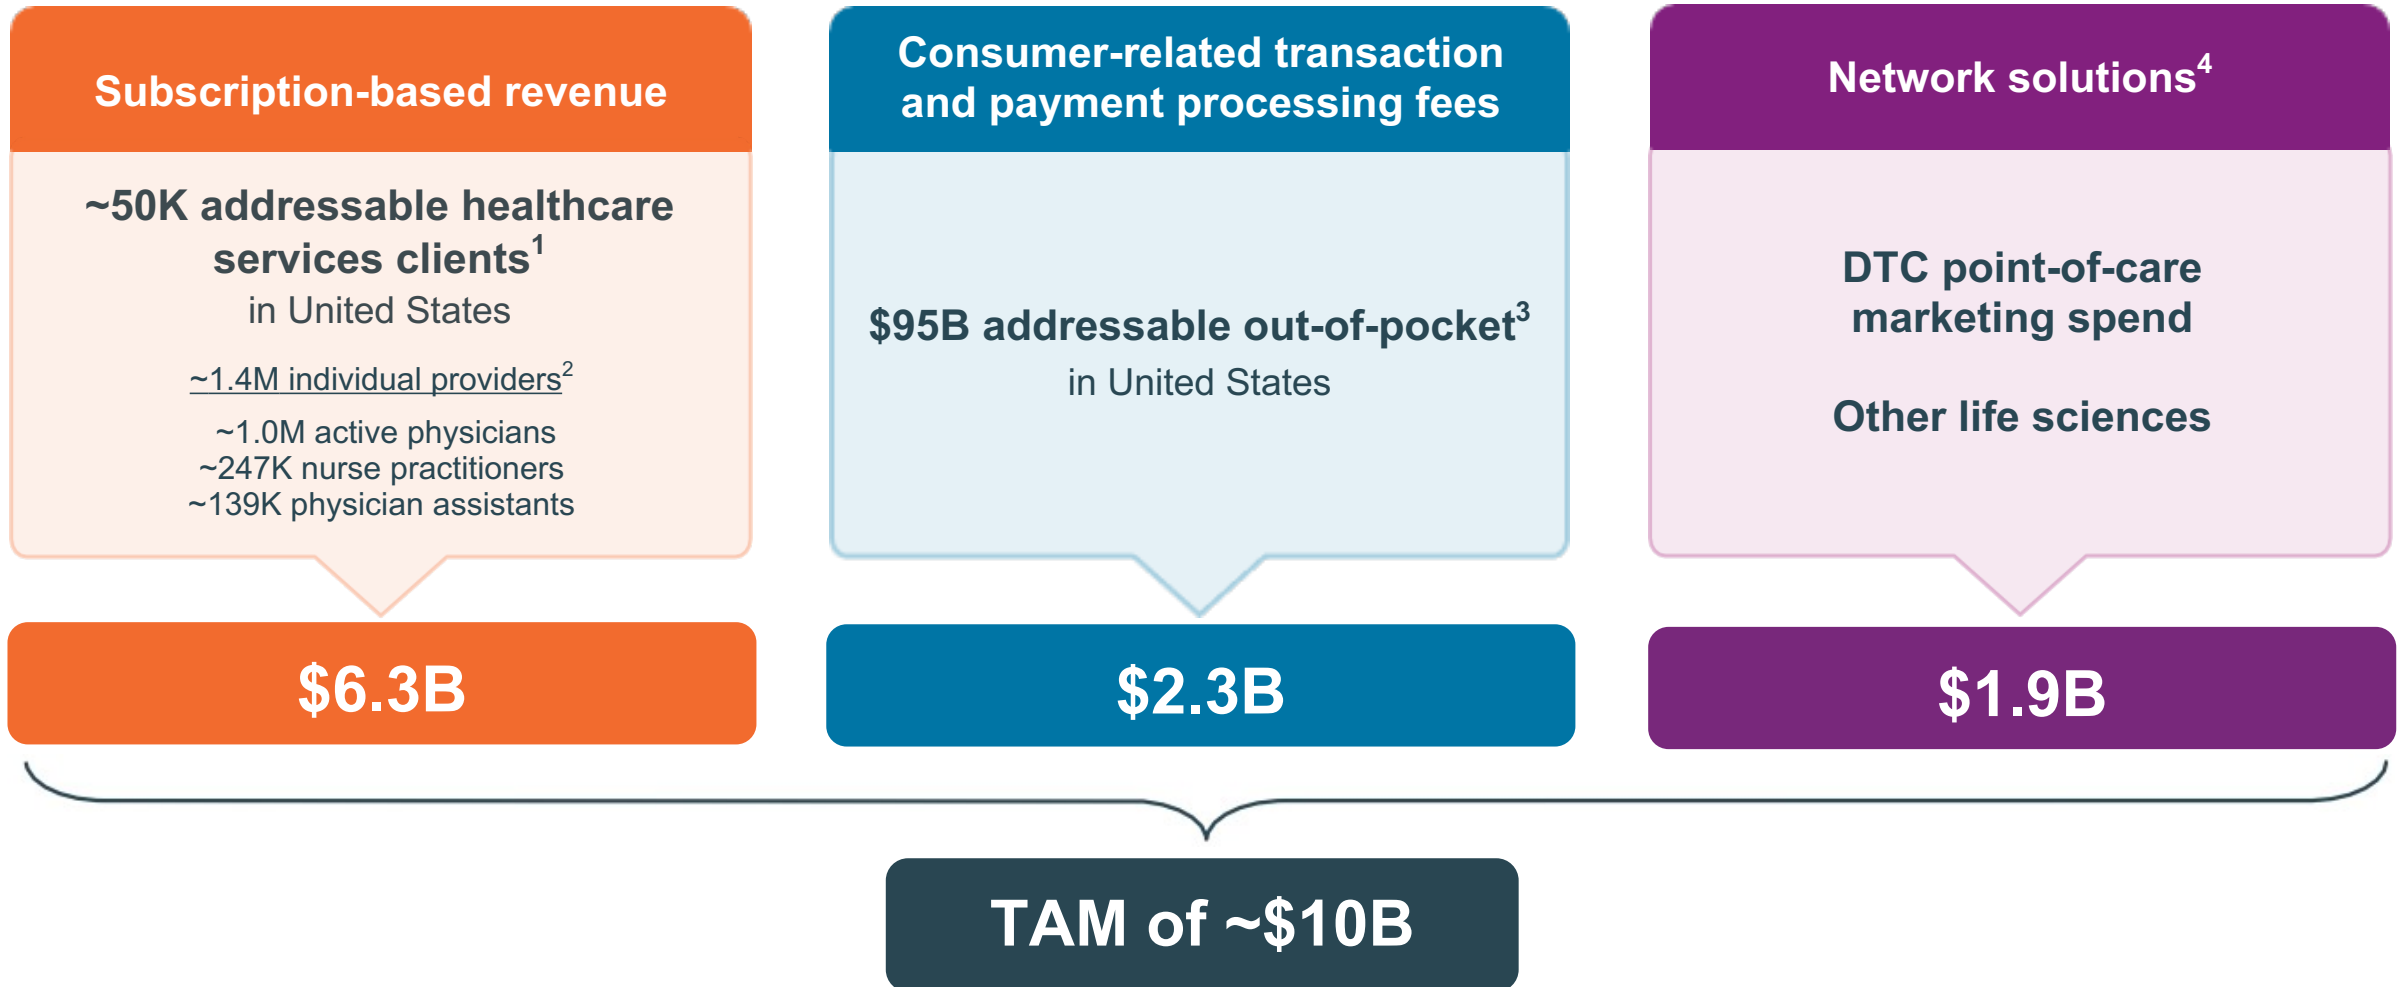 Subscription-based revenue
~50K addressable healthcare
services clients1
in United States
~1.4M individual providers2
~1.0M active physicians
~247K nurse practitioners
~139K physician assistants
$6.3B
Consumer-related transaction
and payment processing fees
$95B addressable out-of-pocket3
in United States
$2.3B
Network solutions4
DTC point-of-care
marketing spend
Other life sciences
$1.9B
TAM of ~$10B